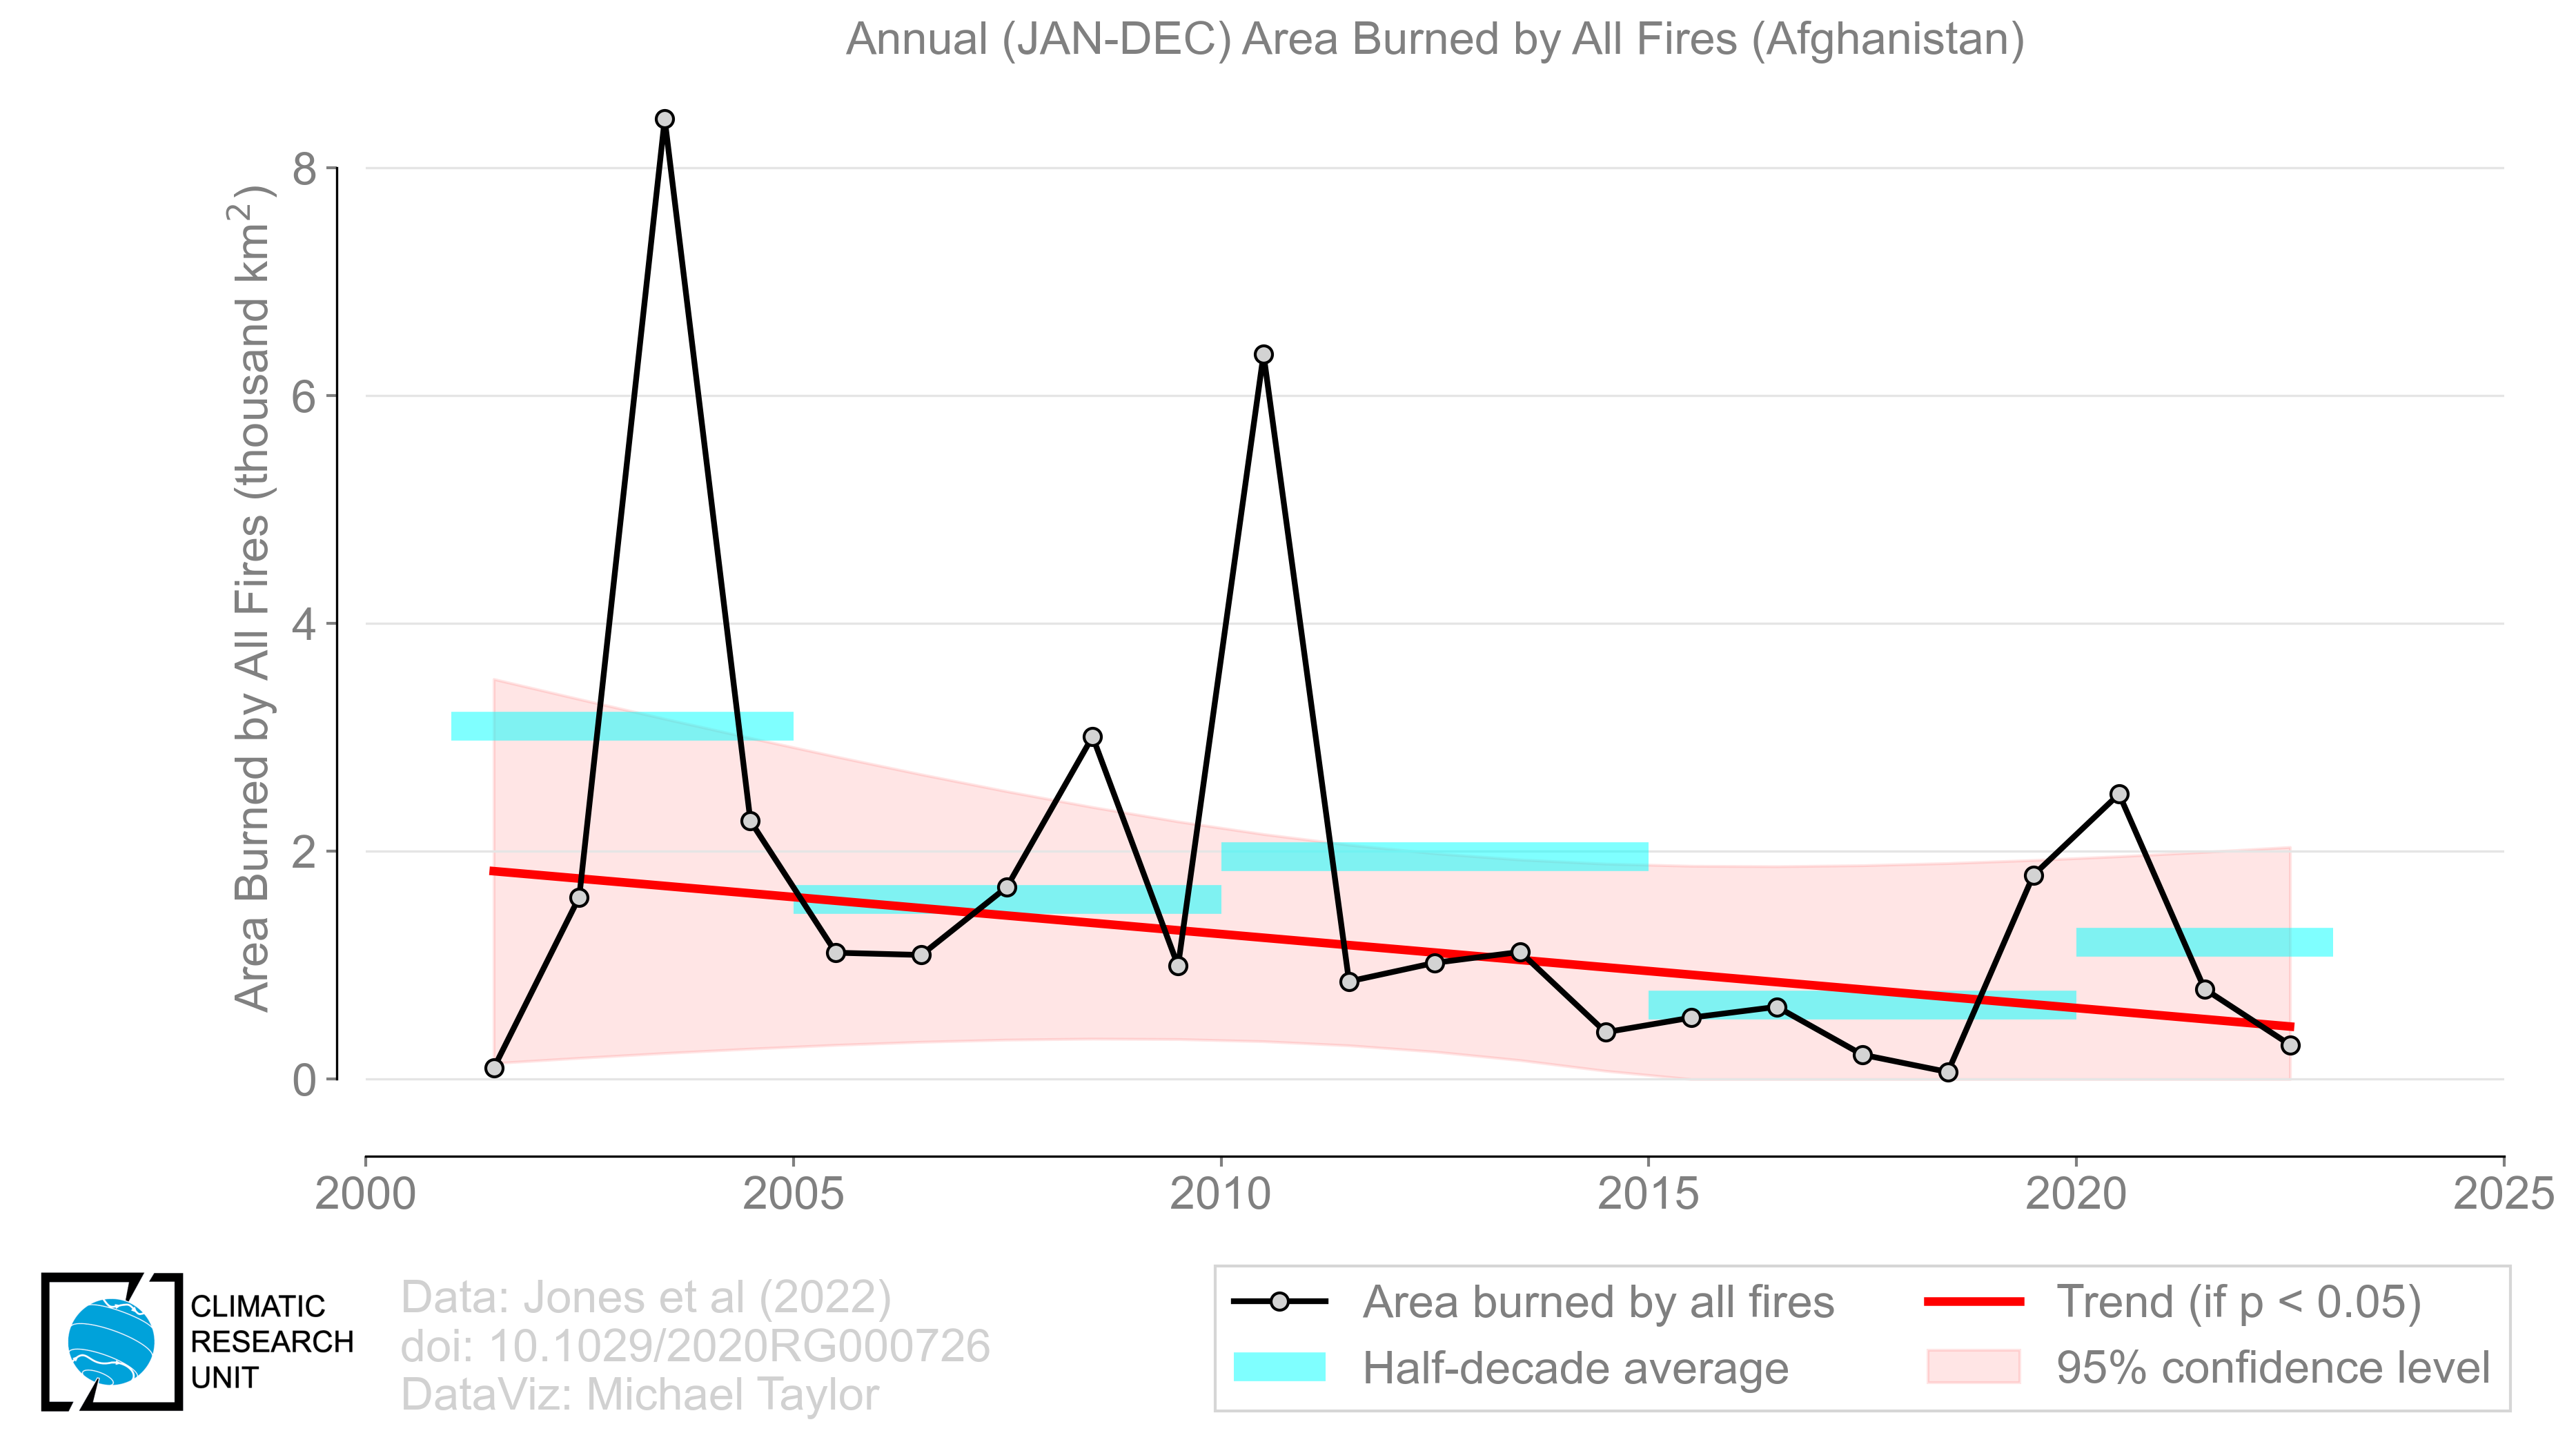 Annual (JAN-DEC) Area Burned by All Fires (Afghanistan)
Area Burned by All Fires (thousand km²)
8
6
4
2
0
2000 2005 2010 2015 2020 2025
CLIMATIC
RESEARCH
UNIT
Data: Jones et al (2022)
doi: 10.1029/2020RG000726
DataViz: Michael Taylor
Area burned by all fires
Half-decade average
Trend (if p < 0.05)
95% confidence level